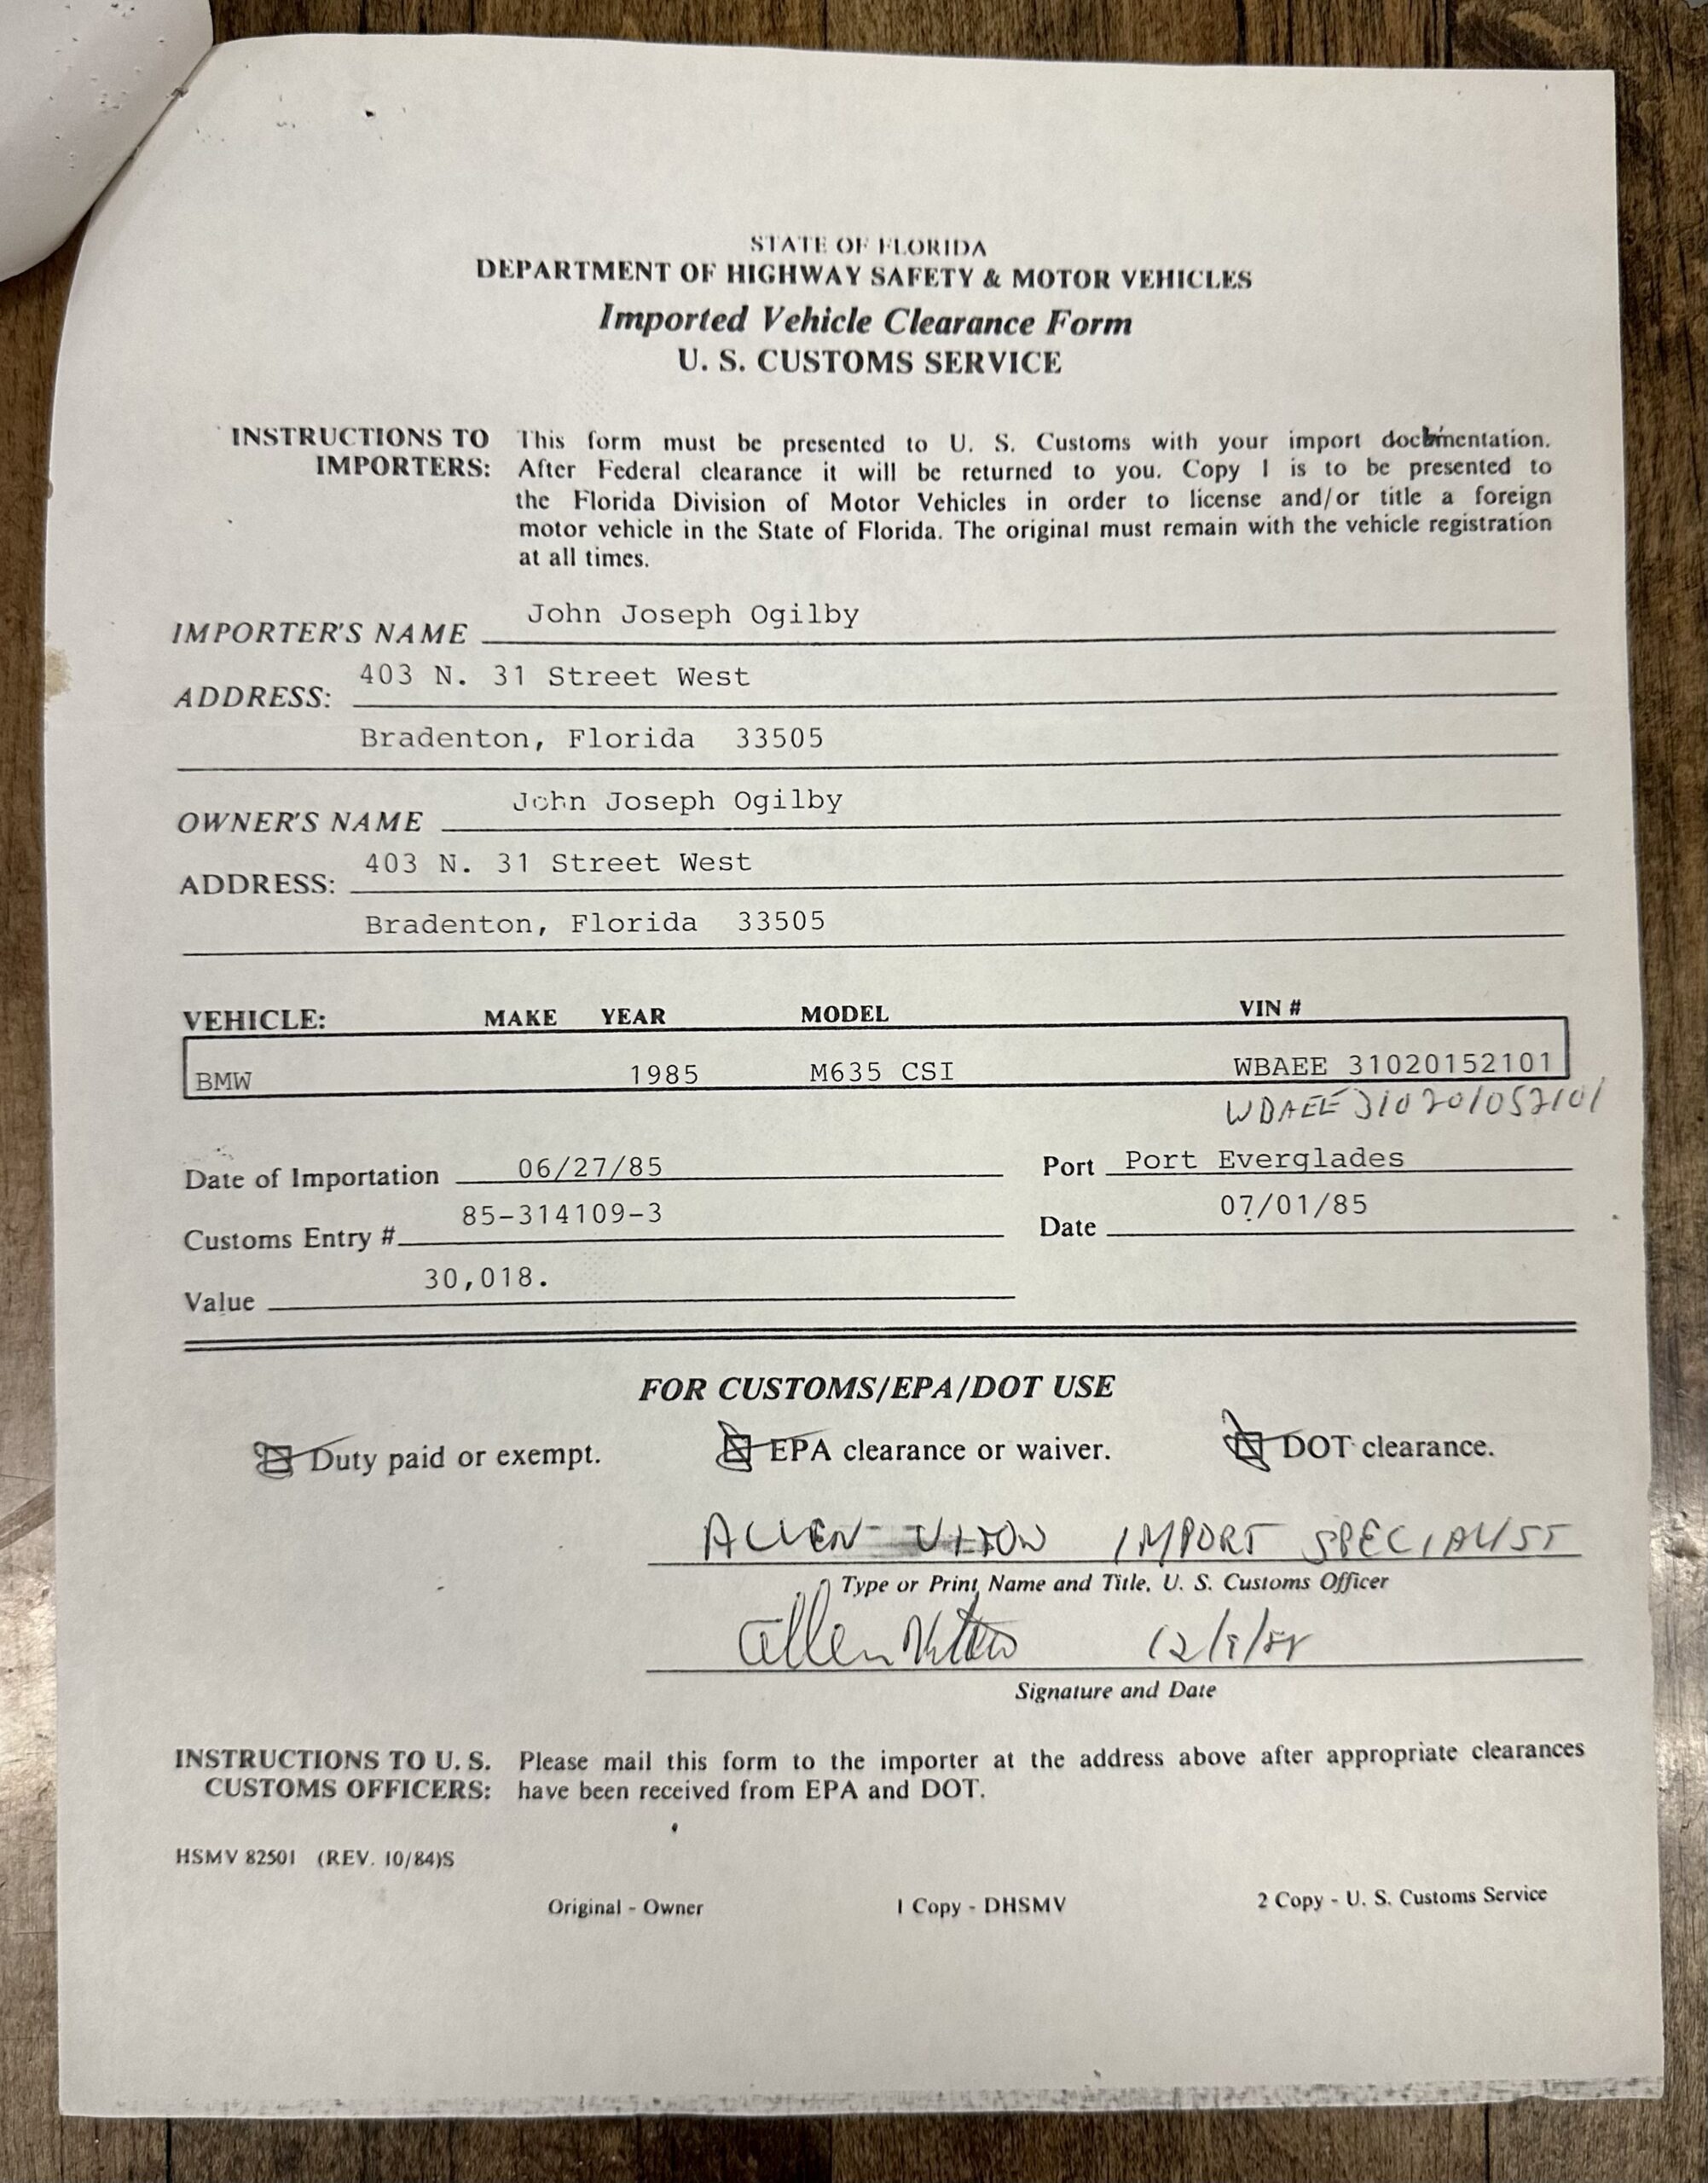 STATE OF FLORIDA
DEPARTMENT OF HIGHWAY SAFETY & MOTOR VEHICLES
Imported Vehicle Clearance Form
U. S. CUSTOMS SERVICE
INSTRUCTIONS TO IMPORTERS: This form must be presented to U. S. Customs with your import documentation.
After Federal clearance it will be returned to you. Copy 1 is to be presented to
the Florida Division of Motor Vehicles in order to license and/or title a foreign
motor vehicle in the State of Florida. The original must remain with the vehicle registration
at all times.
IMPORTER'S NAME John Joseph Ogilby
ADDRESS: 403 N. 31 Street West
Bradenton, Florida 33505
OWNER'S NAME John Joseph Ogilby
ADDRESS: 403 N. 31 Street West
Bradenton, Florida 33505
VEHICLE: MAKE YEAR MODEL VIN #
BMW 1985 M635 CSI WBAEE 31020152101
Date of Importation 06/27/85 Port Port Everglades
Customs Entry # 85-314109-3 Date 07/01/85
Value 30,018.
FOR CUSTOMS/EPA/DOT USE
Duty paid or exempt. EPA clearance or waiver. DOT clearance.
ALLEN IMPORT SPECIALIST
Type or Print Name and Title, U. S. Customs Officer
Allen
Signature and Date
INSTRUCTIONS TO U. S. CUSTOMS OFFICERS: Please mail this form to the importer at the address above after appropriate clearances
have been received from EPA and DOT.
HSMV 82501 (REV. 10/84)S
Original - Owner 1 Copy - DHSMV 2 Copy - U. S. Customs Service